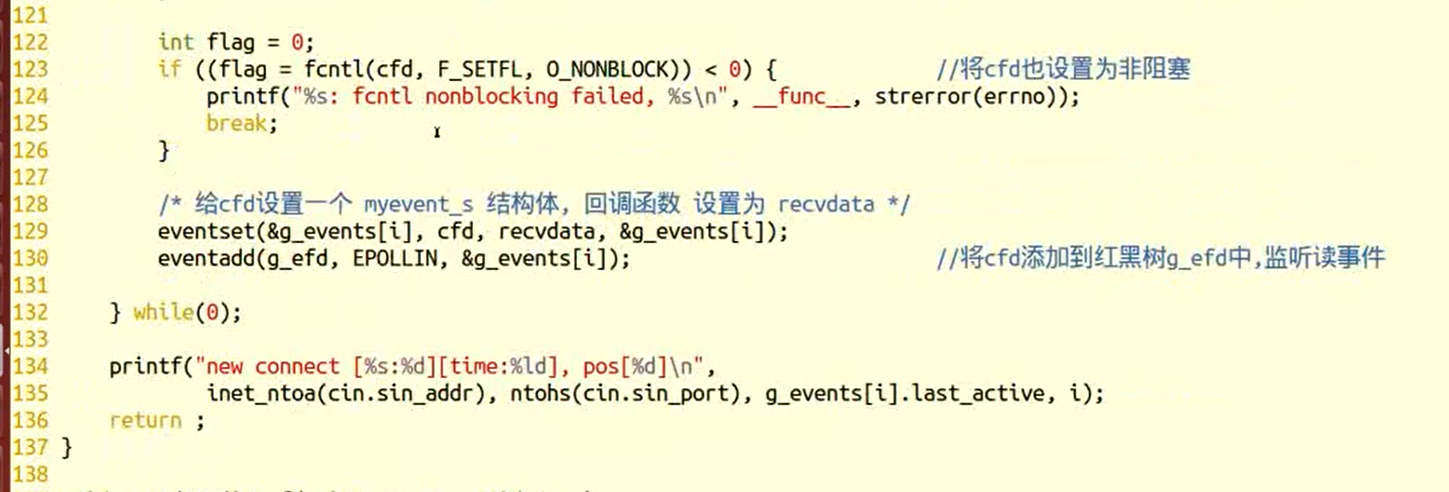 121
122 int flag = 0;
123 if ((flag = fcntl(cfd, F_SETFL, O_NONBLOCK)) < 0) { //将cfd也设置为非阻塞
124 printf("%s: fcntl nonblocking failed, %s\n", __func__, strerror(errno));
125 break;
126 }
127
128 /* 给cfd设置一个 myevent_s 结构体, 回调函数 设置为 recvdata */
129 eventset(&g_events[i], cfd, recvdata, &g_events[i]);
130 eventadd(g_efd, EPOLLIN, &g_events[i]); //将cfd添加到红黑树g_efd中,监听读事件
131
132 } while(0);
133
134 printf("new connect [%s:%d][time:%ld], pos[%d]\n",
135 inet_ntoa(cin.sin_addr), ntohs(cin.sin_port), g_events[i].last_active, i);
136 return ;
137 }
138